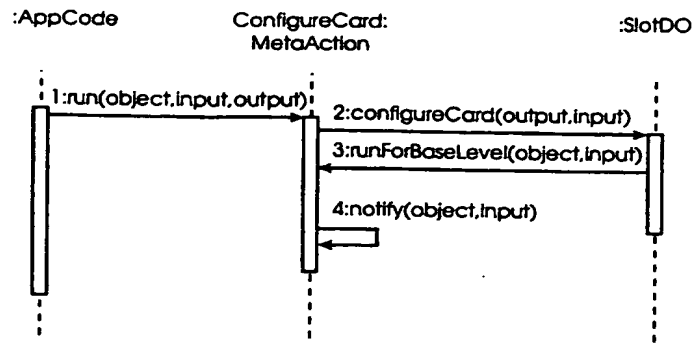 :AppCode
ConfigureCard:
MetaAction
:SlotDO
1:run(object,input,output)
2:configureCard(output,input)
3:runForBaseLevel(object,input)
4:notify(object,input)